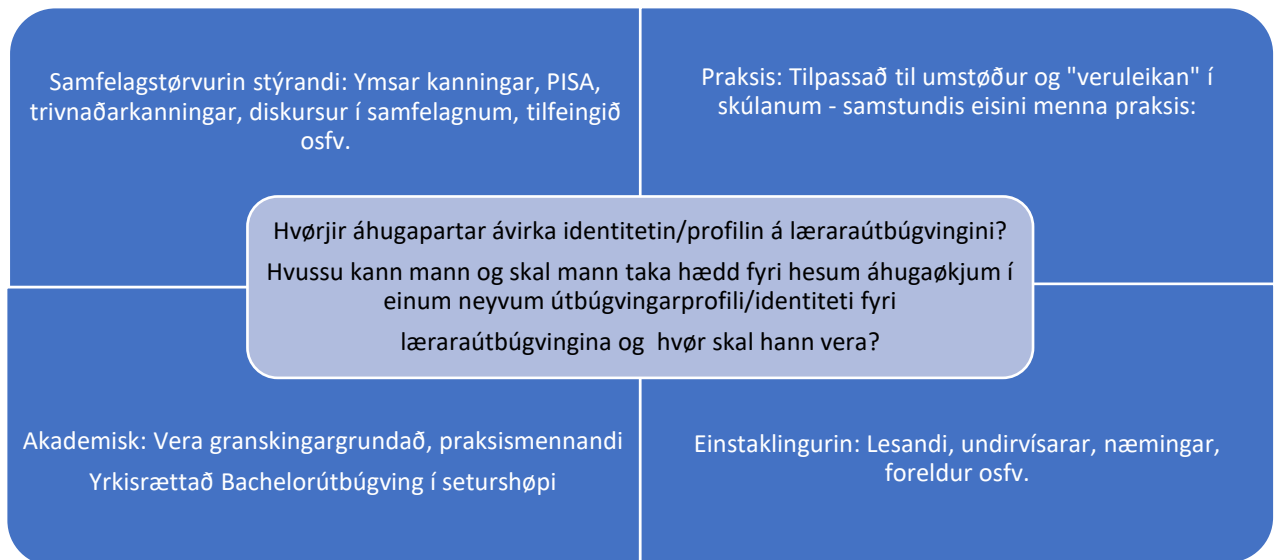 Samfelagstørvurin stýrandi: Ymsar kanningar, PISA,
trivnaðarkanningar, diskursur í samfelagnum, tilfeingið
osfv.
Praksis: Tilpassað til umstøður og "veruleikan" í
skúlanum - samstundis eisini menna praksis:
Hvørjir áhugapartar ávirka identitetin/profilin á læraraútbúgvingini?
Hvussu kann mann og skal mann taka hædd fyri hesum áhugaøkjum í
einum neyvum útbúgvingarprofili/identiteti fyri
læraraútbúgvingina og hvør skal hann vera?
Akademisk: Vera granskingargrundað, praksismennandi
Yrkisrættað Bachelorútbúgving í seturshøpi
Einstaklingurin: Lesandi, undirvísarar, næmingar,
foreldur osfv.